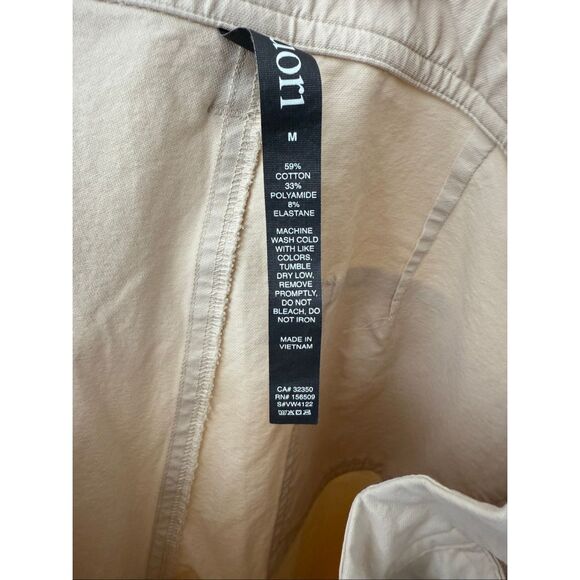 uori
M
59%
COTTON
33%
POLYAMIDE
8%
ELASTANE
MACHINE
WASH COLD
WITH LIKE
COLORS,
TUMBLE
DRY LOW,
REMOVE
PROMPTLY,
DO NOT
BLEACH, DO
NOT IRON
MADE IN
VIETNAM
CA# 32350
RN# 156509
S#VW4122